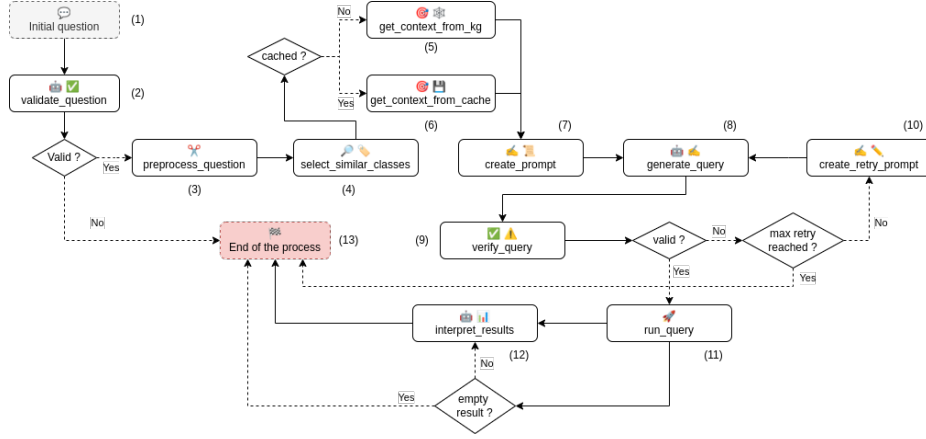 Initial question
(1)
validate_question
(2)
Valid ?
Yes
No
preprocess_question
(3)
select_similar_classes
(4)
cached ?
No
Yes
get_context_from_kg
(5)
get_context_from_cache
(6)
(7)
create_prompt
(8)
generate_query
(10)
create_retry_prompt
(9)
verify_query
valid ?
No
Yes
max retry
reached ?
No
Yes
End of the process
(13)
interpret_results
(12)
run_query
(11)
empty
result ?
No
Yes